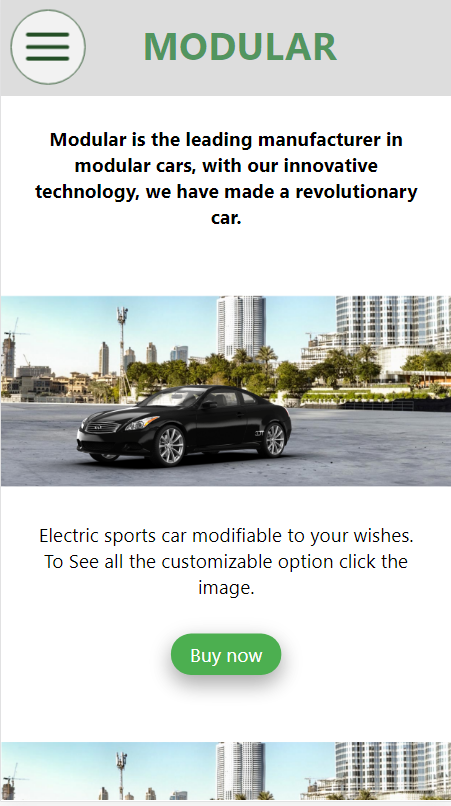 MODULAR
Modular is the leading manufacturer in
modular cars, with our innovative
technology, we have made a revolutionary
car.
Electric sports car modifiable to your wishes.
To See all the customizable option click the
image.
Buy now